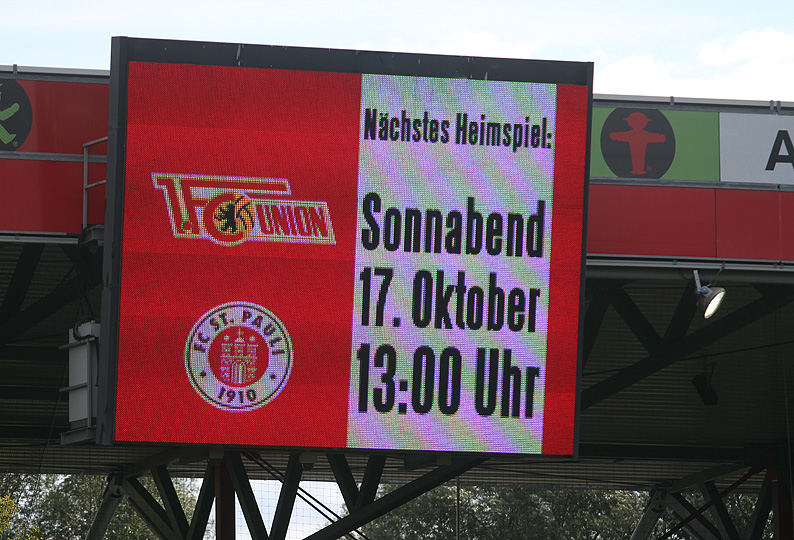 Nächstes Heimspiel:
1.FC UNION
Sonnabend
17. Oktober
FC ST. PAULI
1910
13:00 Uhr
A